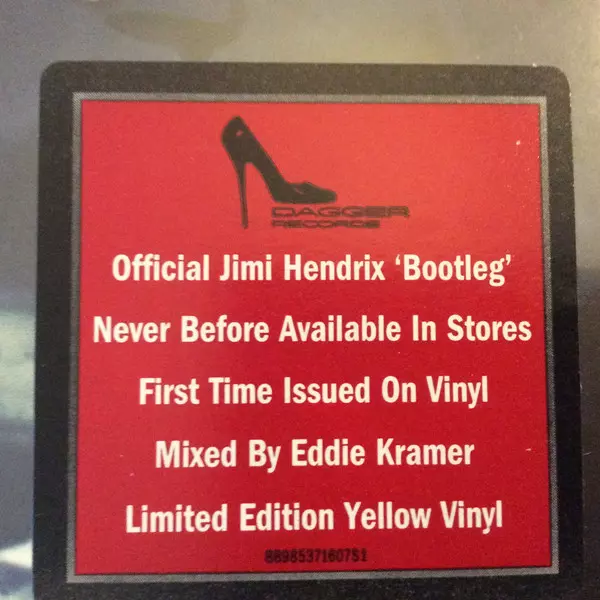 DAGGER
RECORDS
Official Jimi Hendrix ‘Bootleg’
Never Before Available In Stores
First Time Issued On Vinyl
Mixed By Eddie Kramer
Limited Edition Yellow Vinyl
88985371607S1